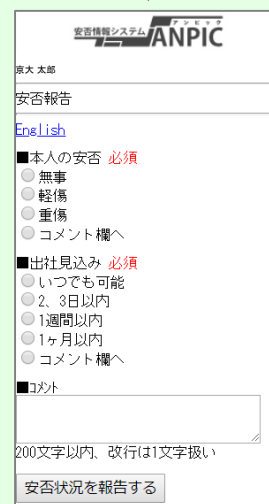 アンピック
安否情報システム ANPIC
京大 太郎
安否報告
English
■本人の安否 必須
無事
軽傷
重傷
コメント欄へ
■出社見込み 必須
いつでも可能
2、3日以内
1週間以内
1ヶ月以内
コメント欄へ
■コメント
200文字以内、改行は1文字扱い
安否状況を報告する